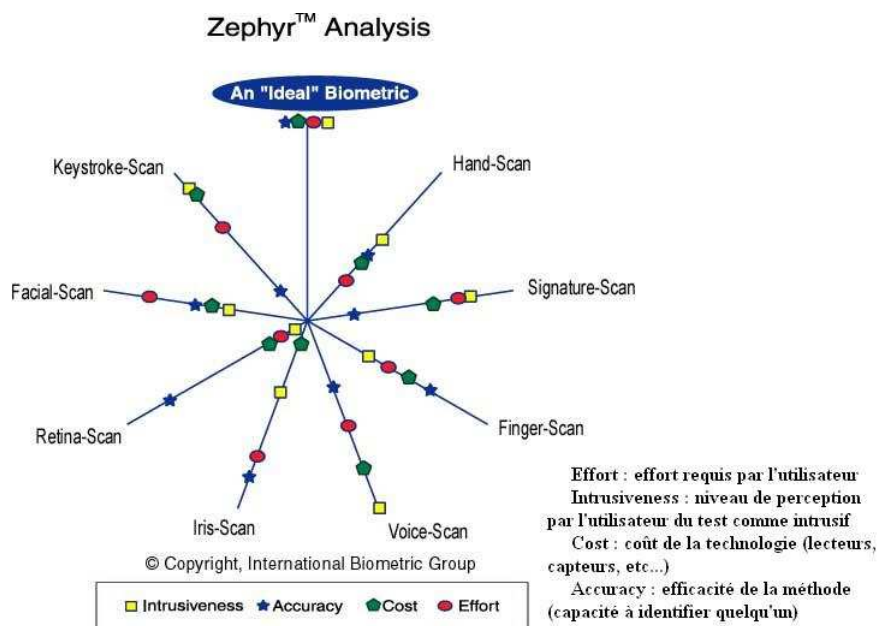 Zephyr™ Analysis
An "Ideal" Biometric
Keystroke-Scan
Hand-Scan
Facial-Scan
Signature-Scan
Retina-Scan
Finger-Scan
Iris-Scan
Voice-Scan
© Copyright, International Biometric Group
Intrusiveness Accuracy Cost Effort
Effort : effort requis par l'utilisateur
Intrusiveness : niveau de perception
par l'utilisateur du test comme intrusif
Cost : coût de la technologie (lecteurs,
capteurs, etc...)
Accuracy : efficacité de la méthode
(capacité à identifier quelqu'un)